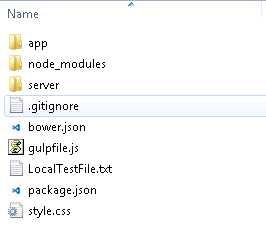 Name
app
node_modules
server
.gitignore
bower.json
gulpfile.js
LocalTestFile.txt
package.json
style.css